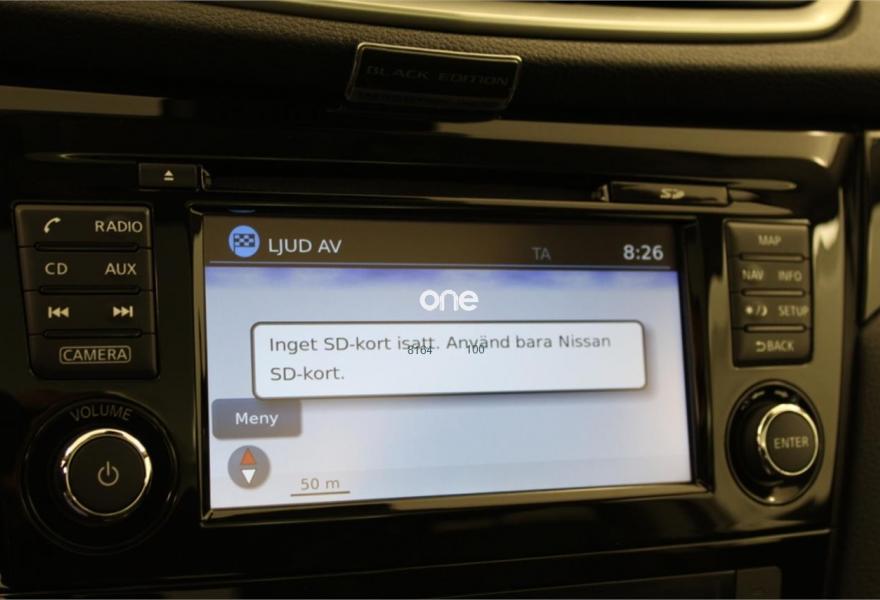 BLACK EDITION
SD
RADIO
CD AUX
CAMERA
VOLUME
LJUD AV
TA
8:26
one
Inget SD-kort isatt. Använd bara Nissan
SD-kort.
8164 100
Meny
50 m
MAP
NAV INFO
SETUP
BACK
ENTER